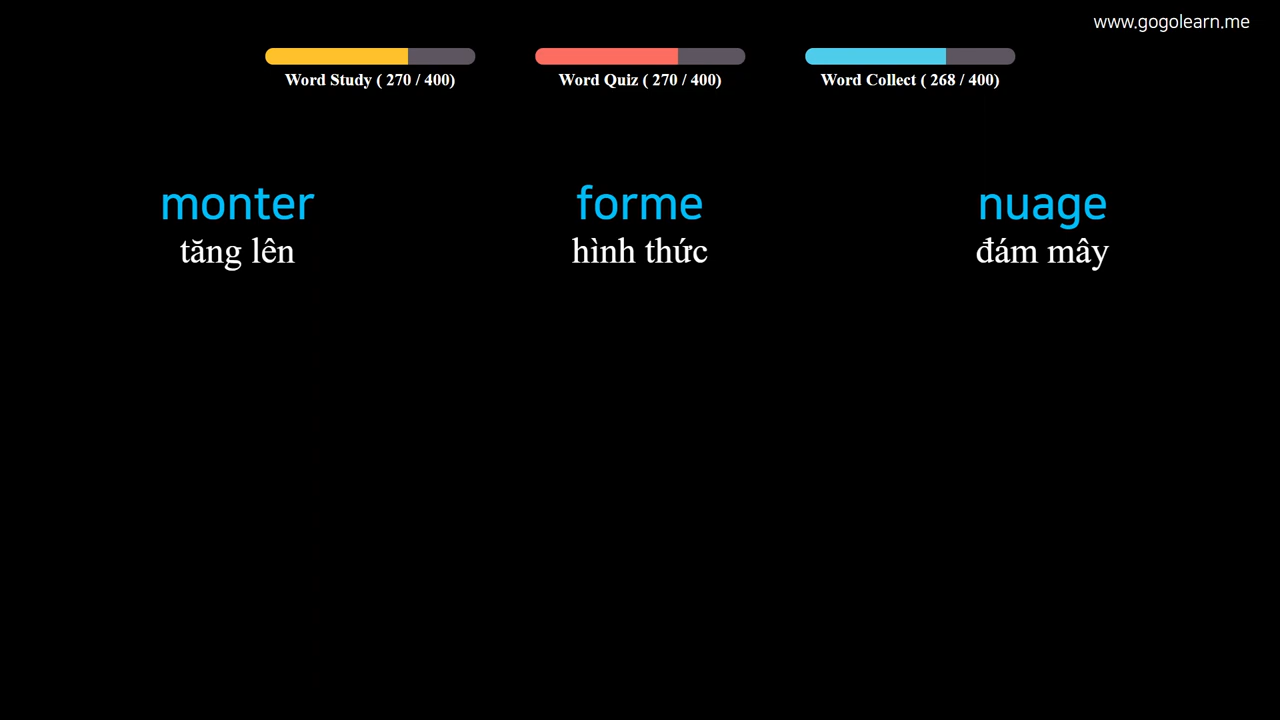 www.gogolearn.me
Word Study ( 270 / 400) Word Quiz ( 270 / 400) Word Collect ( 268 / 400)
monter forme nuage
tăng lên hình thức đám mây